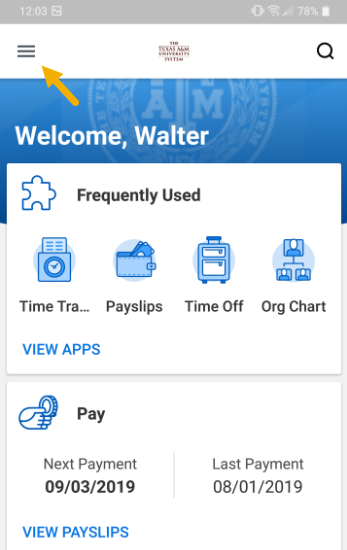 12:03
78%
THE
TEXAS A&M
UNIVERSITY
SYSTEM
Welcome, Walter
Frequently Used
Time Tra... Payslips Time Off Org Chart
VIEW APPS
Pay
Next Payment Last Payment
09/03/2019 08/01/2019
VIEW PAYSLIPS